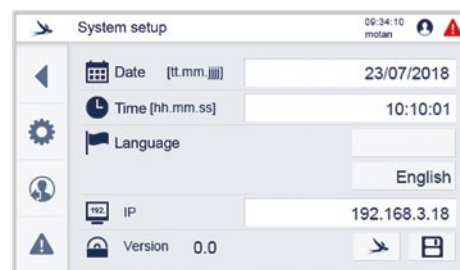 System setup
09:34:10
motan
Date [tt.mm.jjjj] 23/07/2018
Time [hh.mm.ss] 10:10:01
Language
English
192. IP 192.168.3.18
Version 0.0